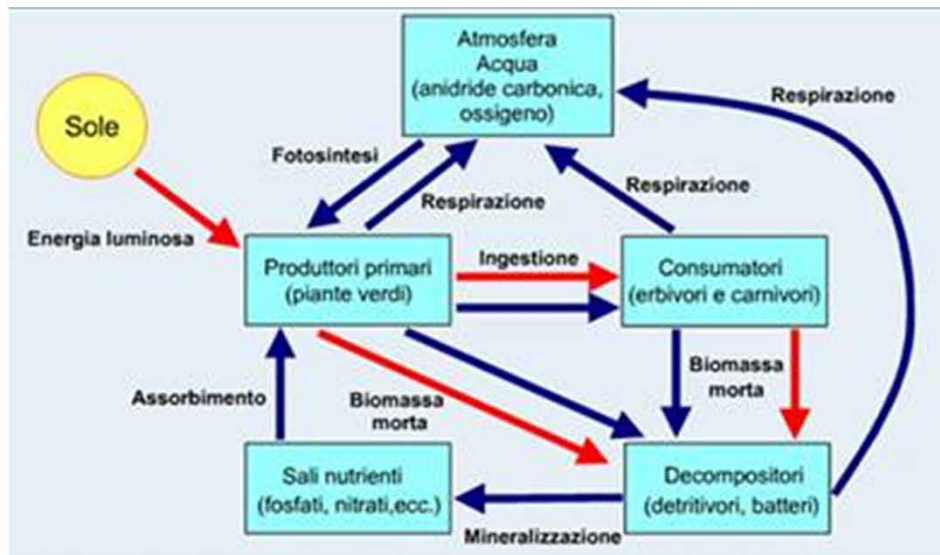 Atmosfera
Acqua
(anidride carbonica,
ossigeno)
Respirazione
Sole
Fotosintesi
Respirazione
Respirazione
Energia luminosa
Produttori primari
(piante verdi)
Ingestione
Consumatori
(erbivori e carnivori)
Assorbimento
Biomassa
morta
Biomassa
morta
Sali nutrienti
(fosfati, nitrati,ecc.)
Decompositori
(detritivori, batteri)
Mineralizzazione